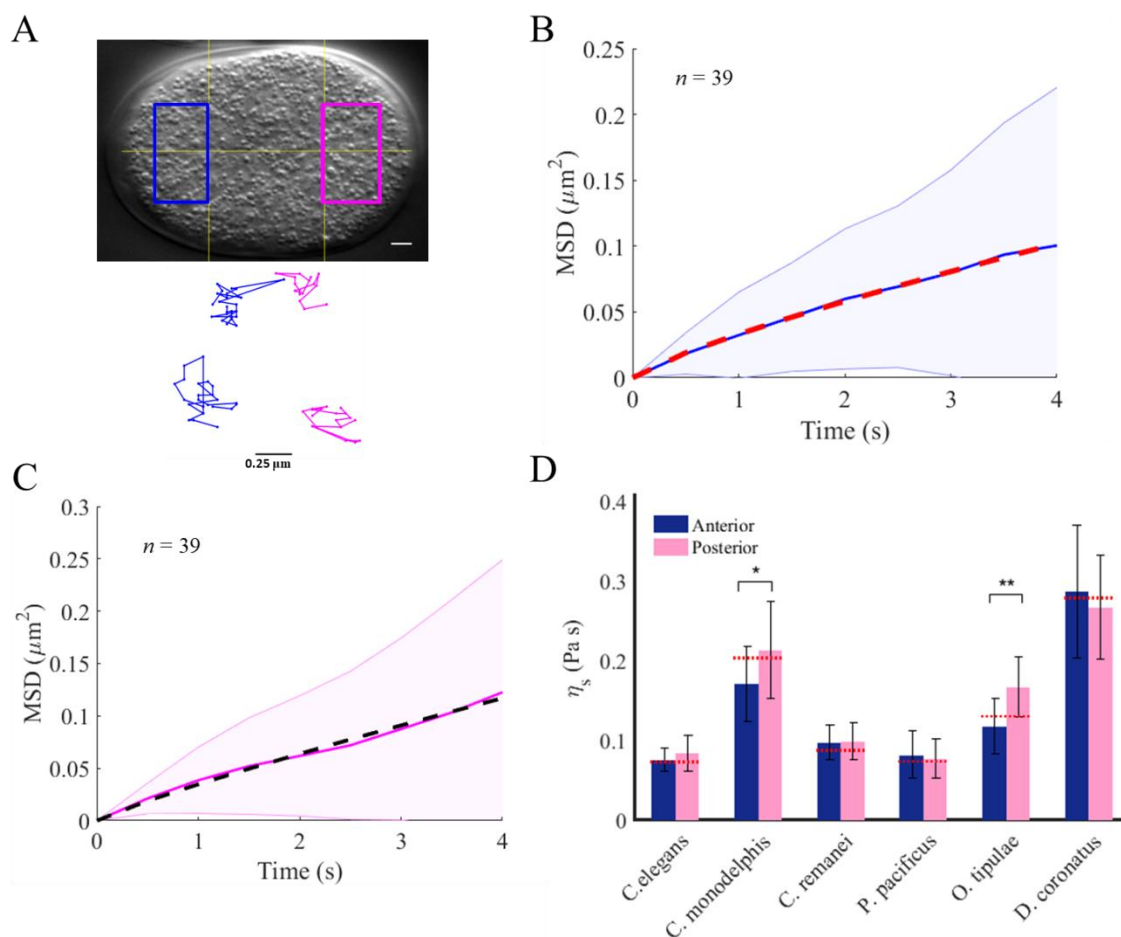 A
0.25 μm
B
n = 39
MSD (μm²)
0.25
0.2
0.15
0.1
0.05
0
0
1
2
3
4
Time (s)
C
n = 39
MSD (μm²)
0.3
0.25
0.2
0.15
0.1
0.05
0
0
1
2
3
4
Time (s)
D
Anterior
Posterior
ηₛ (Pa s)
0.4
0.3
0.2
0.1
0
*
**
C.elegans
C. monodelphis
C. remanei
P. pacificus
O. tipulae
D. coronatus